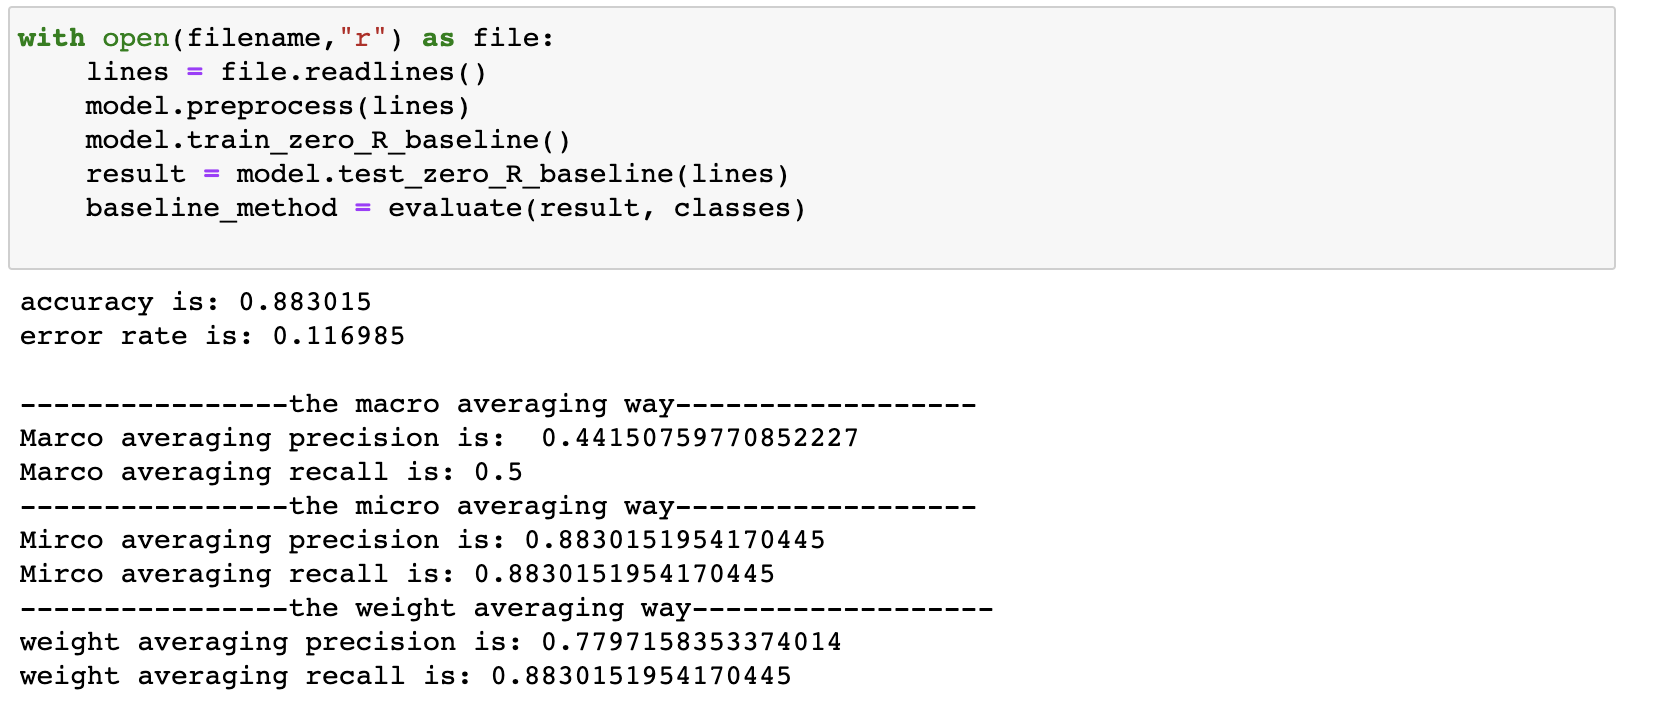 with open(filename,"r") as file:
    lines = file.readlines()
    model.preprocess(lines)
    model.train_zero_R_baseline()
    result = model.test_zero_R_baseline(lines)
    baseline_method = evaluate(result, classes)
accuracy is: 0.883015
error rate is: 0.116985
----------------the macro averaging way------------------
Marco averaging precision is:  0.44150759770852227
Marco averaging recall is: 0.5
----------------the micro averaging way------------------
Mirco averaging precision is: 0.8830151954170445
Mirco averaging recall is: 0.8830151954170445
----------------the weight averaging way------------------
weight averaging precision is: 0.7797158353374014
weight averaging recall is: 0.8830151954170445